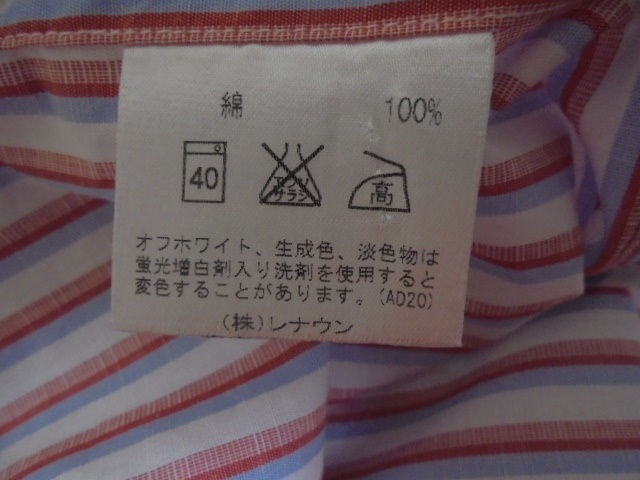 綿 100%
40 エンソ サラシ 高
オフホワイト、生成色、淡色物は
蛍光増白剤入り洗剤を使用すると
変色することがあります。(AD20)
(株)レナウン